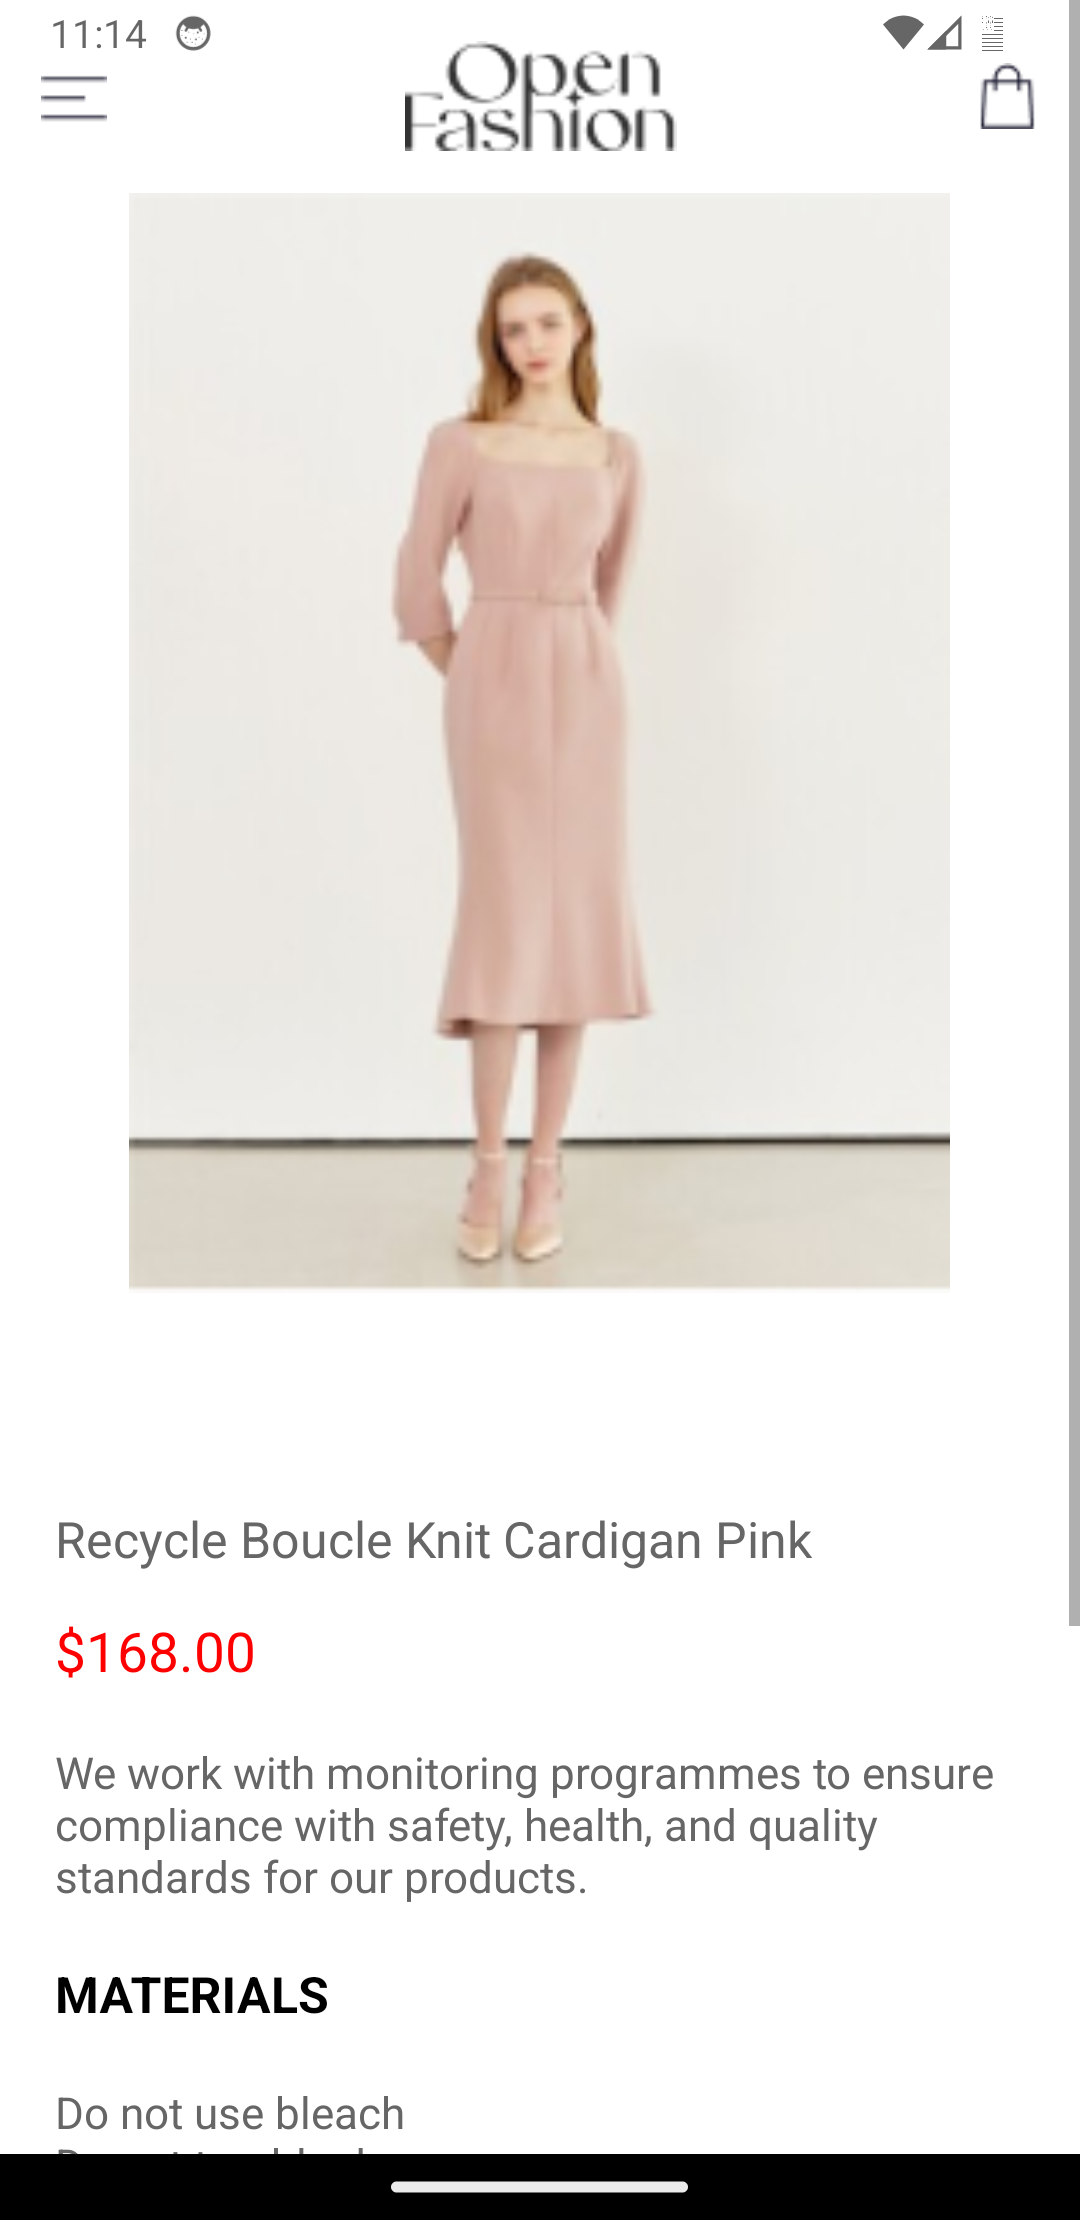 11:14
Open
Fashion
Recycle Boucle Knit Cardigan Pink
$168.00
We work with monitoring programmes to ensure
compliance with safety, health, and quality
standards for our products.
MATERIALS
Do not use bleach